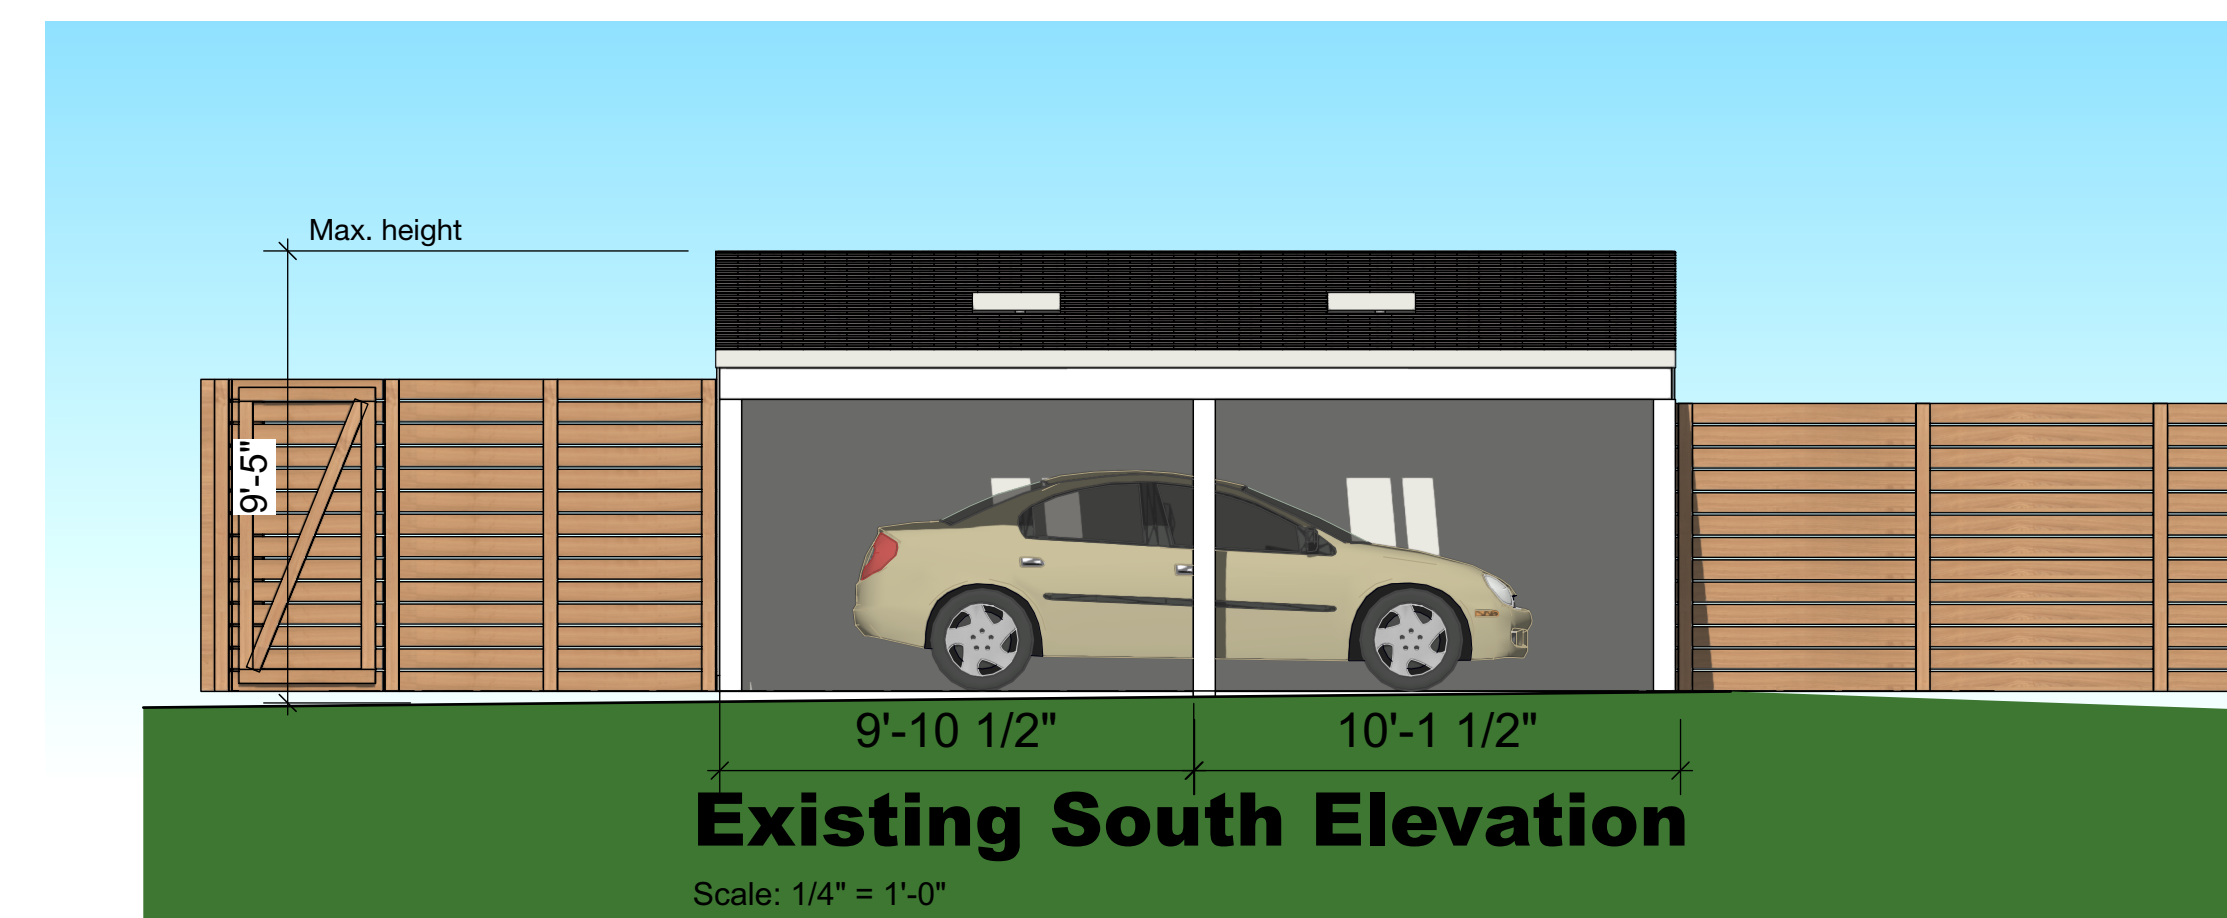 Max. height
9'-5"
9'-10 1/2"
10'-1 1/2"
Existing South Elevation
Scale: 1/4" = 1'-0"